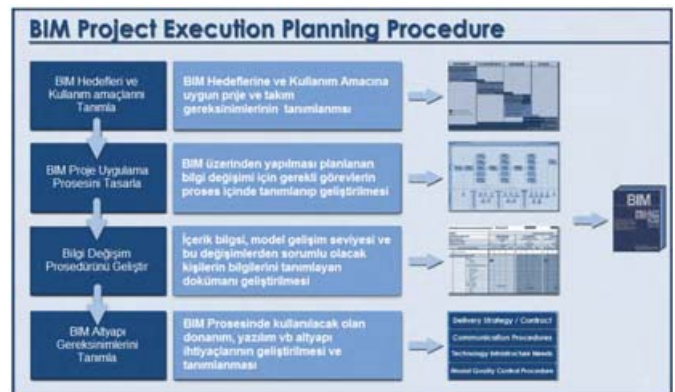 BIM Project Execution Planning Procedure
BIM Hedefleri ve
Kullanım amaçlarını
Tanımla
BIM Hedeflerine ve Kullanım Amacına
uygun prije ve takım
gereksinimlerinin tanımlanması
BIM Proje Uygulama
Prosesini Tasarla
BIM üzerinden yapılması planlanan
bilgi değişimi için gerekli görevlerin
proses içinde tanımlanıp geliştirilmesi
Bilgi Değişim
Prosedürünü Geliştir
İçerik bilgsi, model gelişim seviyesi ve
bu değişimlerden sorumlu olacak
kişilerin bilgilerini tanımlayan
dokümanı geliştirilmesi
BIM Altyapı
Gereksinimlerini
Tanımla
BIM Prosesinde kullanılacak olan
donanım, yazılım vb altyapı
ihtiyaçlarının geliştirilmesi ve
tanımlanması
Delivery Strategy / Contract
Communication Procedures
Technology Infrastructure Needs
Model Quality Control Procedure
BIM